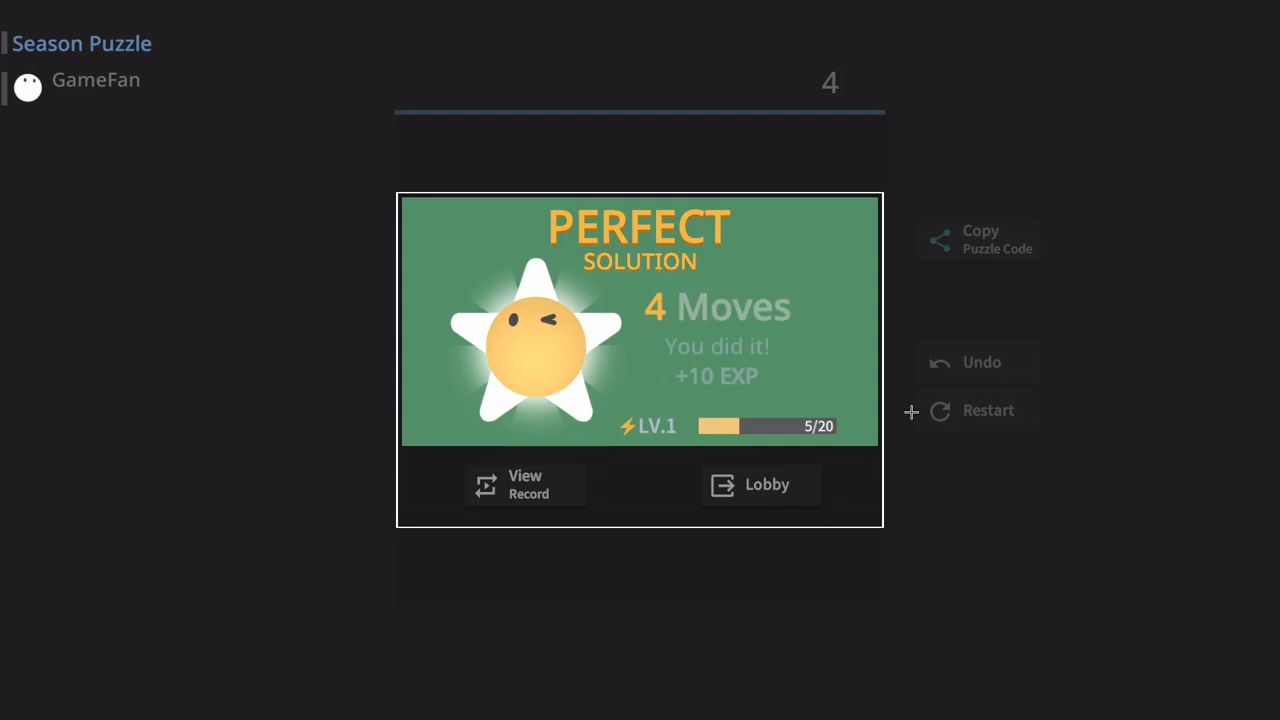 Season Puzzle
GameFan
4
PERFECT
SOLUTION
4 Moves
You did it!
+10 EXP
⚡LV.1 5/20
Copy
Puzzle Code
Undo
Restart
View
Record
Lobby